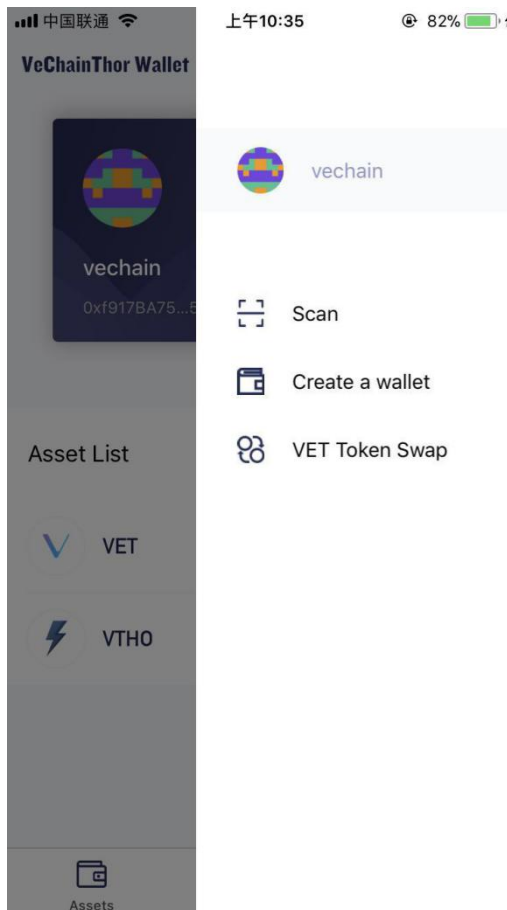 中国联通 上午10:35 82%
VeChainThor Wallet
vechain
vechain
0xf917BA75...5
Scan
Create a wallet
VET Token Swap
Asset List
VET
VTHO
Assets